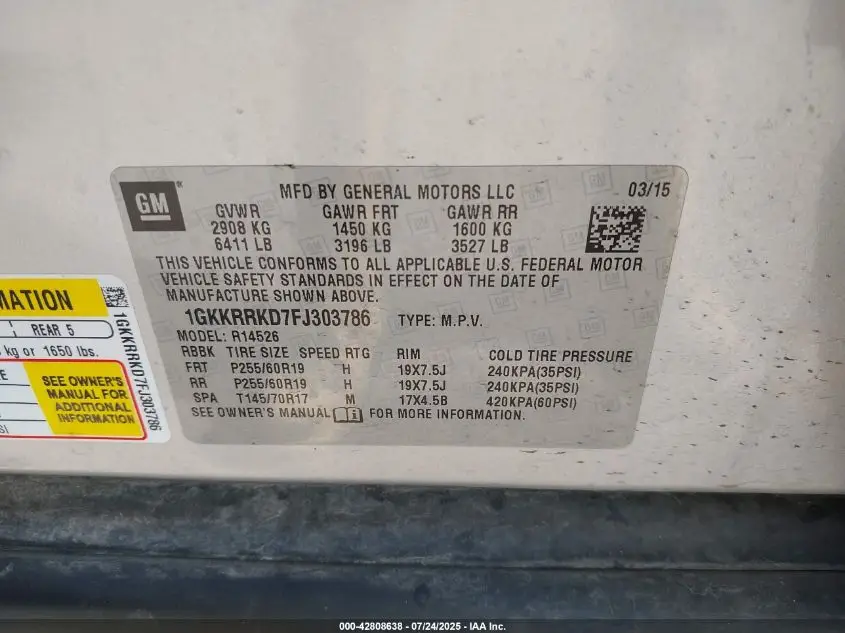 GM
MFD BY GENERAL MOTORS LLC 03/15
GVWR GAWR FRT GAWR RR
2908 KG 1450 KG 1600 KG
6411 LB 3196 LB 3527 LB
THIS VEHICLE CONFORMS TO ALL APPLICABLE U.S. FEDERAL MOTOR
VEHICLE SAFETY STANDARDS IN EFFECT ON THE DATE OF
MANUFACTURE SHOWN ABOVE.
1GKKRRKD7FJ303786 TYPE: M.P.V.
MODEL: R14526
RBBK TIRE SIZE SPEED RTG RIM COLD TIRE PRESSURE
FRT P255/60R19 H 19X7.5J 240KPA(35PSI)
RR P255/60R19 H 19X7.5J 240KPA(35PSI)
SPA T145/70R17 M 17X4.5B 420KPA(60PSI)
SEE OWNER'S MANUAL FOR MORE INFORMATION.
MATION
REAR 5
kg or 1650 lbs.
SEE OWNER'S
MANUAL FOR
ADDITIONAL
INFORMATION
1GKKRRKD7FJ303786
000-42808638 - 07/24/2025 - IAA Inc.